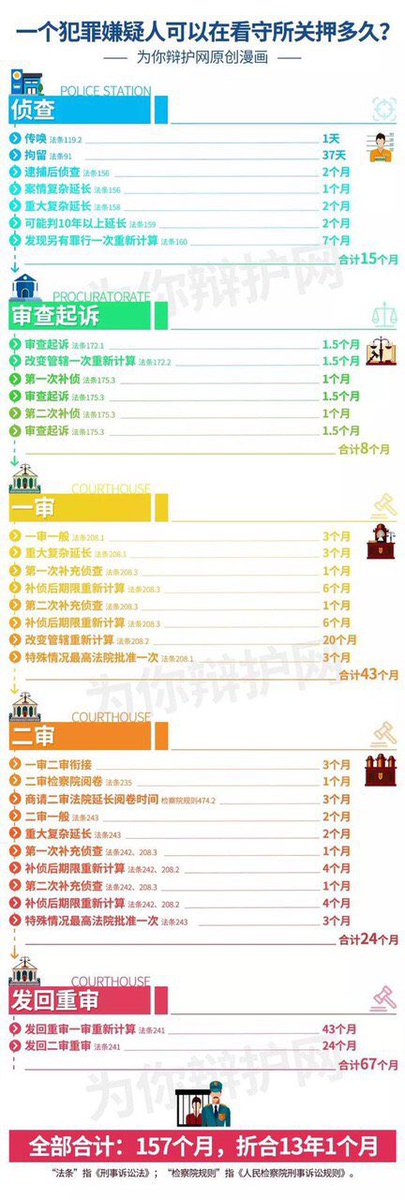 一个犯罪嫌疑人可以在看守所关押多久？
为你辩护网原创漫画
POLICE STATION
侦查
传唤 法条119.2 1天
拘留 法条91 37天
逮捕后侦查 法条156 2个月
案情复杂延长 法条156 1个月
重大复杂延长 法条158 2个月
可能判10年以上延长 法条159 2个月
发现另有罪行一次重新计算 法条160 7个月
合计15个月
PROCURATORATE
审查起诉
审查起诉 法条172.1 1.5个月
改变管辖一次重新计算 法条172.2 1.5个月
第一次补侦 法条175.3 1个月
审查起诉 法条175.3 1.5个月
第二次补侦 法条175.3 1个月
审查起诉 法条175.3 1.5个月
合计8个月
COURTHOUSE
一审
一审一般 法条208.1 3个月
重大复杂延长 法条208.1 3个月
第一次补充侦查 法条208.3 1个月
补侦后期限重新计算 法条208.3 6个月
第二次补充侦查 法条208.3 1个月
补侦后期限重新计算 法条208.3 6个月
改变管辖重新计算 法条208.2 20个月
特殊情况最高法院批准一次 法条208.1 3个月
合计43个月
COURTHOUSE
二审
一审二审衔接 3个月
二审检察院阅卷 法条235 1个月
商请二审法院延长阅卷时间 检察院规则474.2 3个月
二审一般 法条243 2个月
重大复杂延长 法条243 2个月
第一次补充侦查 法条242、208.3 1个月
补侦后期限重新计算 法条242、208.2 4个月
第二次补充侦查 法条242、208.3 1个月
补侦后期限重新计算 法条242、208.2 4个月
特殊情况最高法院批准一次 法条243 3个月
合计24个月
COURTHOUSE
发回重审
发回重审一审重新计算 法条241 43个月
发回二审重审 法条241 24个月
合计67个月
全部合计：157个月，折合13年1个月
“法条”指《刑事诉讼法》；“检察院规则”指《人民检察院刑事诉讼规则》。
为你辩护网
为你辩护网
为你辩护网